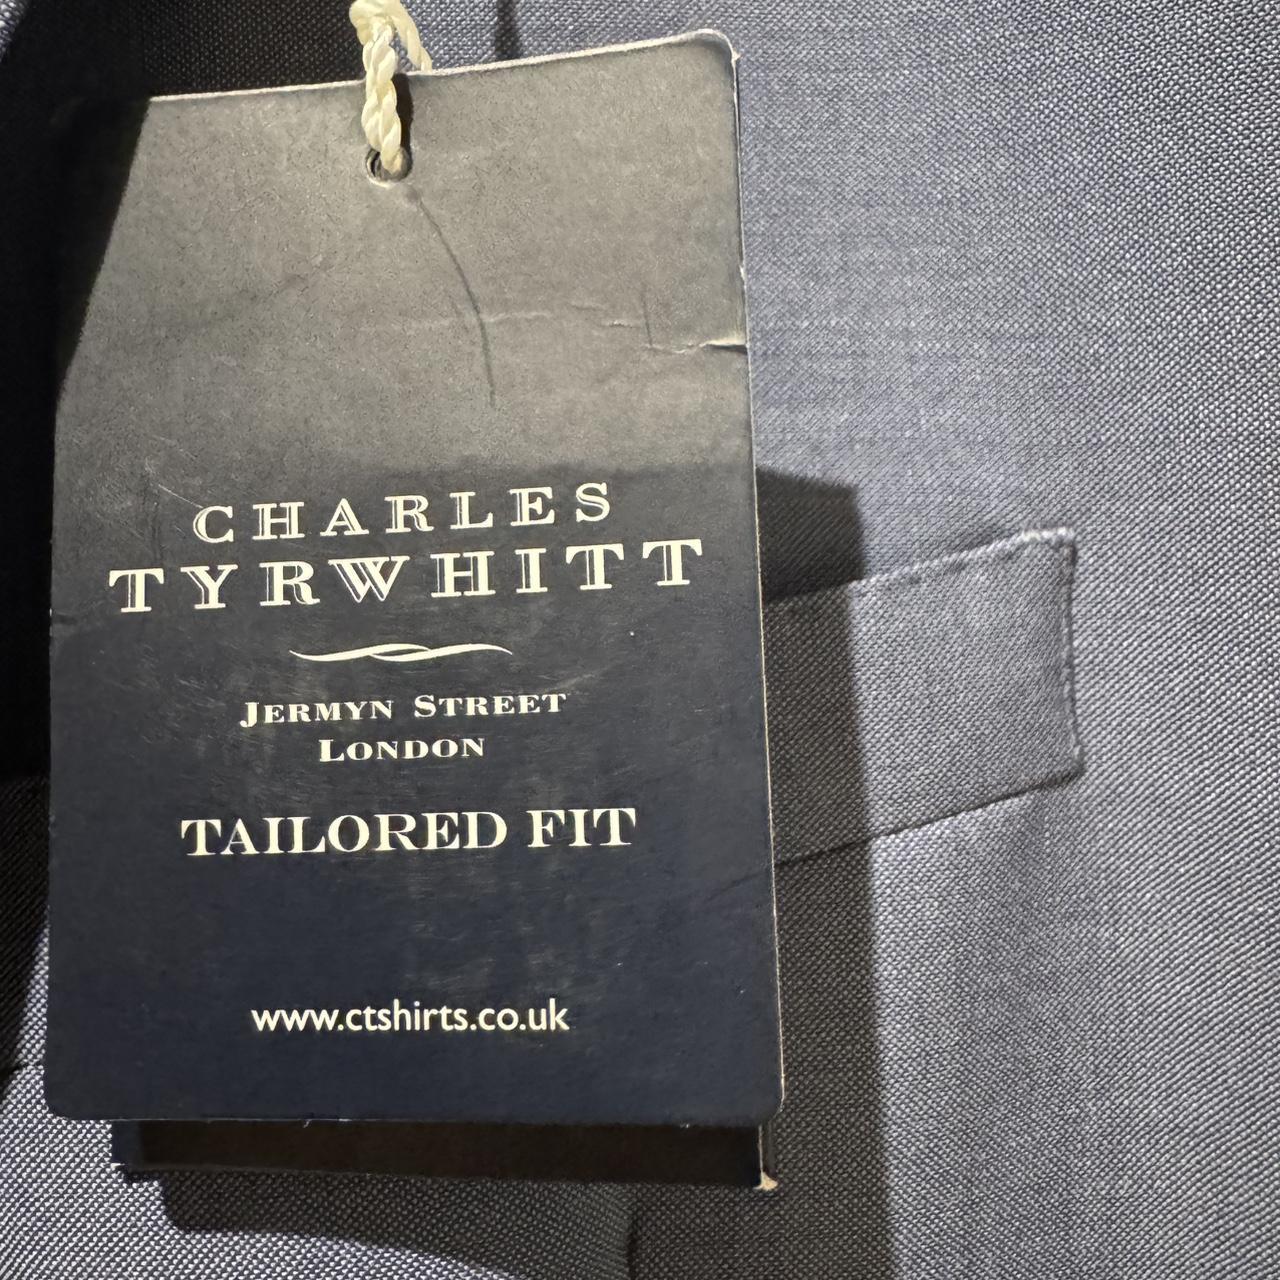 CHARLES
TYRWHITT
JERMYN STREET
LONDON
TAILORED FIT
www.ctshirts.co.uk